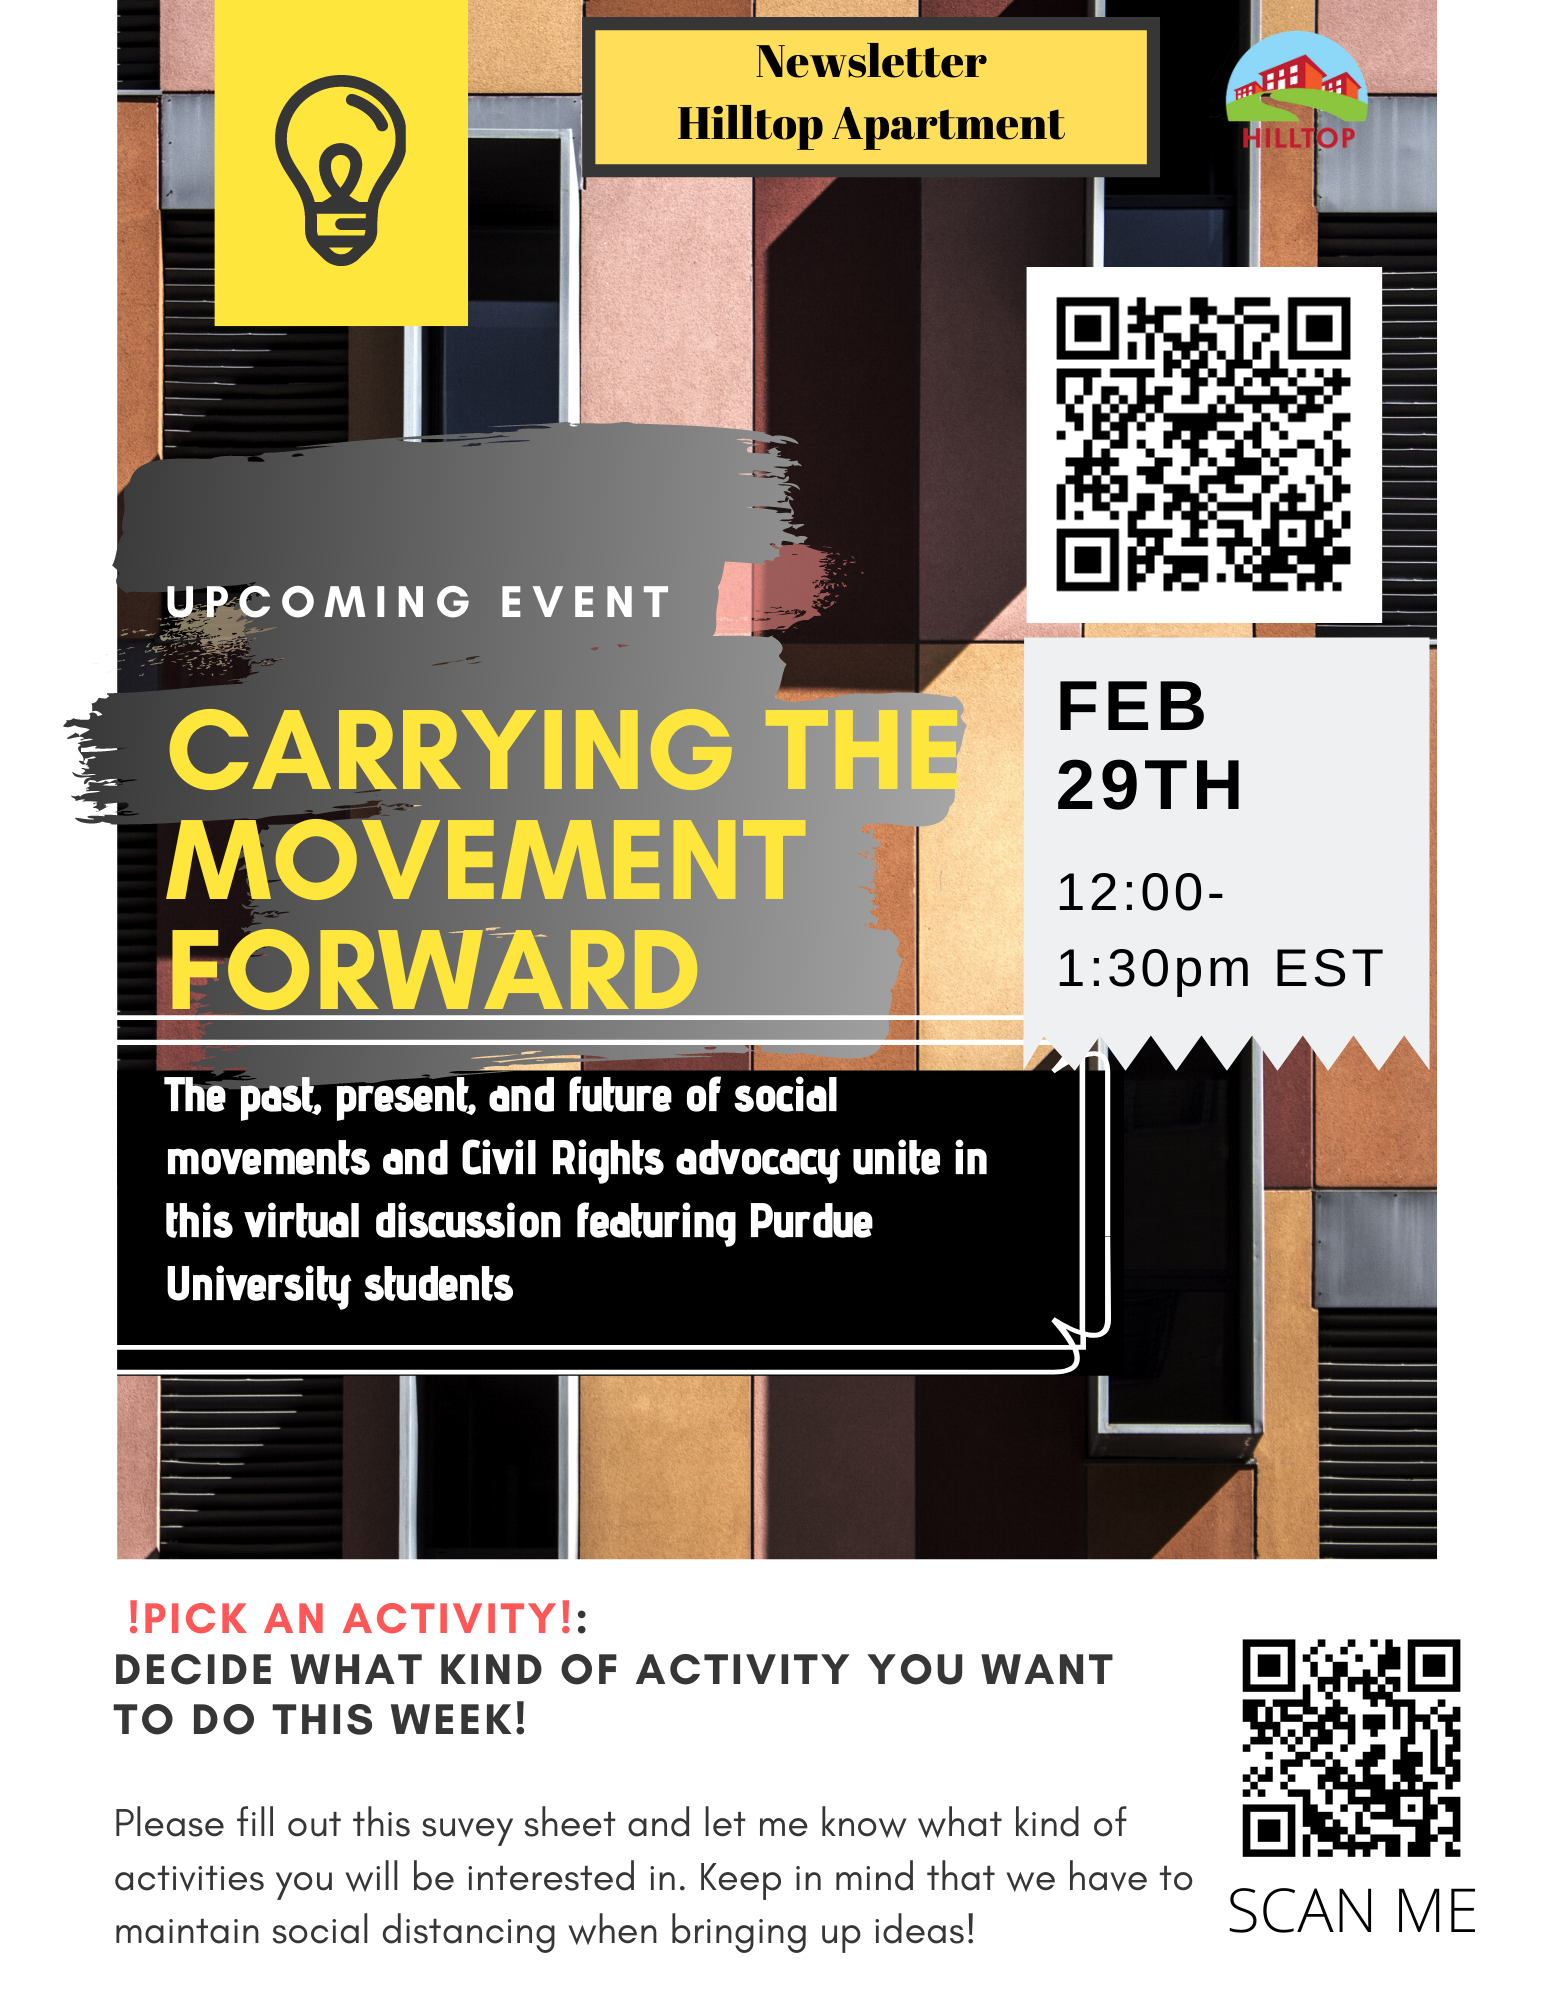 Newsletter
Hilltop Apartment
HILLTOP
UPCOMING EVENT
CARRYING THE
MOVEMENT
FORWARD
FEB
29TH
12:00-
1:30pm EST
The past, present, and future of social
movements and Civil Rights advocacy unite in
this virtual discussion featuring Purdue
University students
!PICK AN ACTIVITY!:
DECIDE WHAT KIND OF ACTIVITY YOU WANT
TO DO THIS WEEK!
Please fill out this suvey sheet and let me know what kind of
activities you will be interested in. Keep in mind that we have to
maintain social distancing when bringing up ideas!
SCAN ME